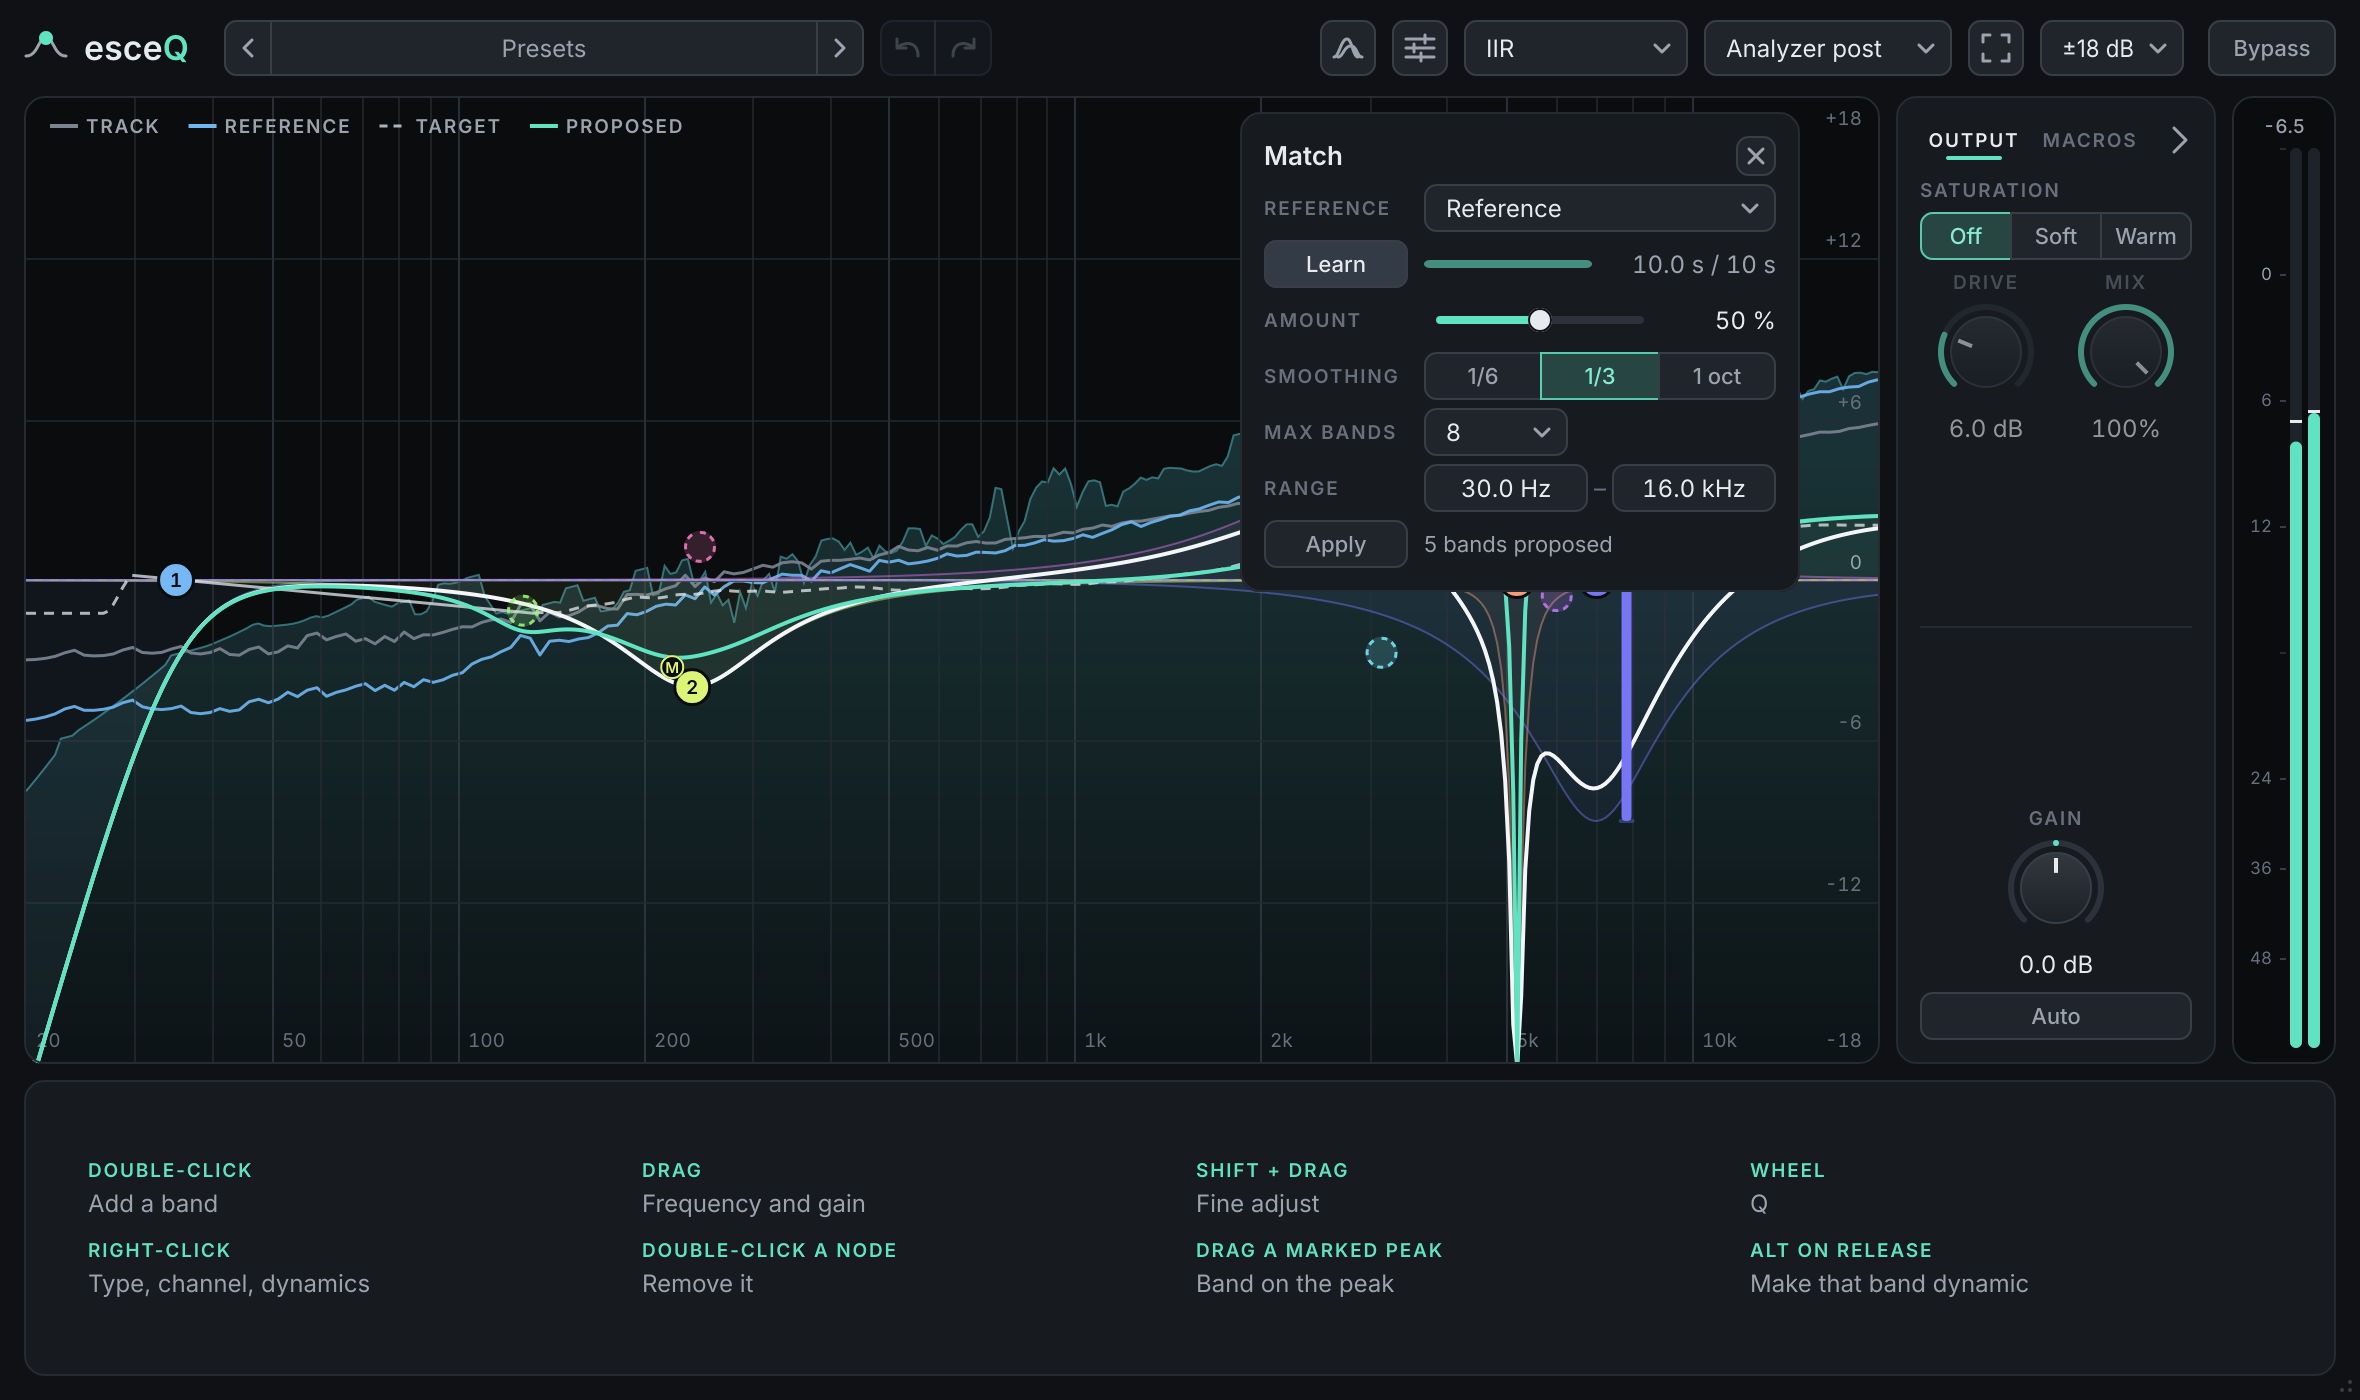 esceQ
Presets
IIR
Analyzer post
±18 dB
Bypass
TRACK
REFERENCE
TARGET
PROPOSED
Match
REFERENCE
Reference
Learn
10.0 s / 10 s
AMOUNT
50 %
SMOOTHING
1/6
1/3
1 oct
MAX BANDS
8
RANGE
30.0 Hz
–
16.0 kHz
Apply
5 bands proposed
+18
+12
+6
0
-6
-12
-18
1
M
2
20
50
100
200
500
1k
2k
5k
10k
OUTPUT
MACROS
SATURATION
Off
Soft
Warm
DRIVE
MIX
6.0 dB
100%
GAIN
0.0 dB
Auto
-6.5
0
6
12
24
36
48
DOUBLE-CLICK
Add a band
DRAG
Frequency and gain
SHIFT + DRAG
Fine adjust
WHEEL
Q
RIGHT-CLICK
Type, channel, dynamics
DOUBLE-CLICK A NODE
Remove it
DRAG A MARKED PEAK
Band on the peak
ALT ON RELEASE
Make that band dynamic